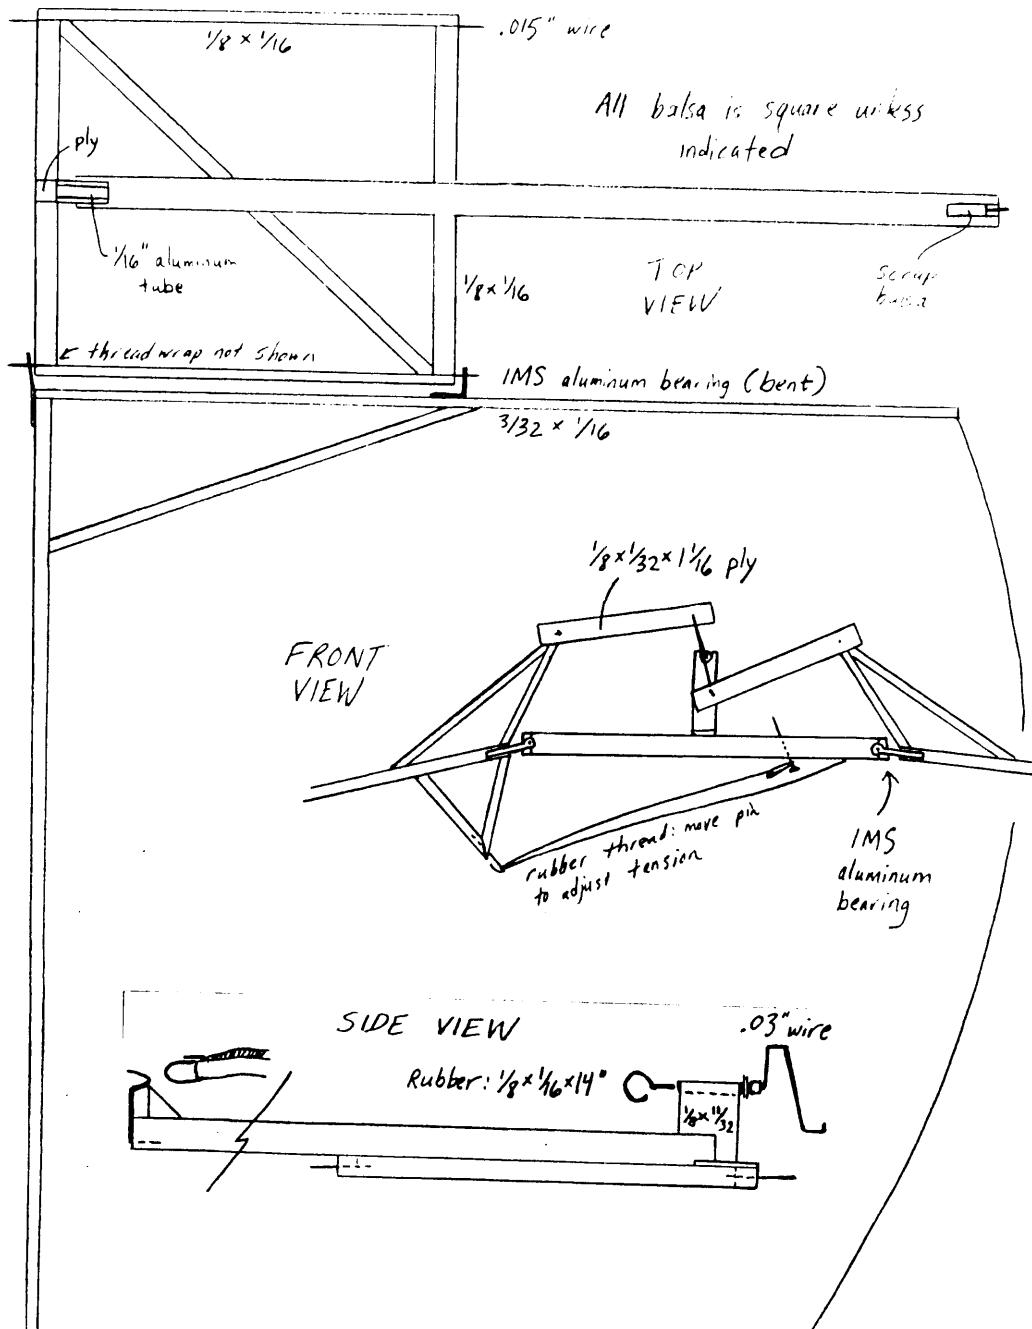 .015" wire
1/8 x 1/16
All balsa is square unless
indicated
ply
1/16" aluminum
tube
1/8 x 1/16
TOP
VIEW
scrap
balsa
thread wrap not shown
IMS aluminum bearing (bent)
3/32 x 1/16
1/8 x 1/32 x 1 1/16 ply
FRONT
VIEW
rubber thread: move pin
to adjust tension
IMS
aluminum
bearing
SIDE VIEW
.03" wire
Rubber: 1/8 x 1/16 x 14"
1/8 x 11/32